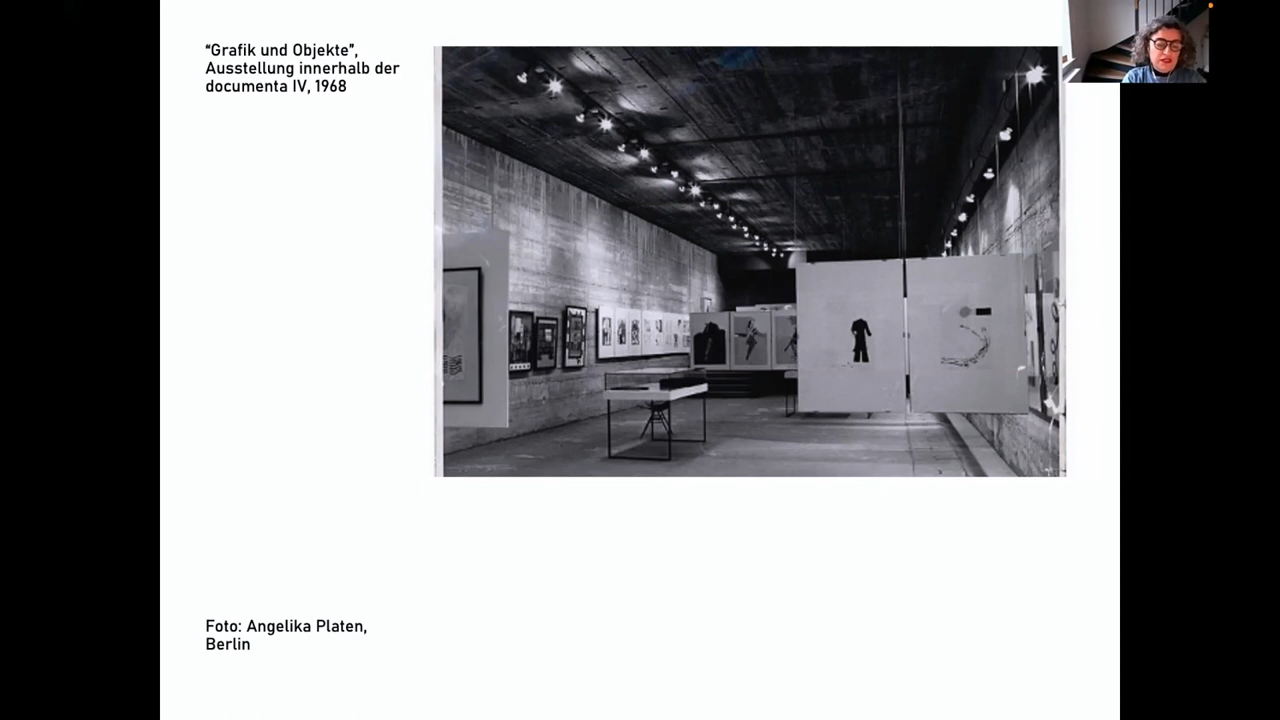 “Grafik und Objekte”,
Ausstellung innerhalb der
documenta IV, 1968
Foto: Angelika Platen,
Berlin